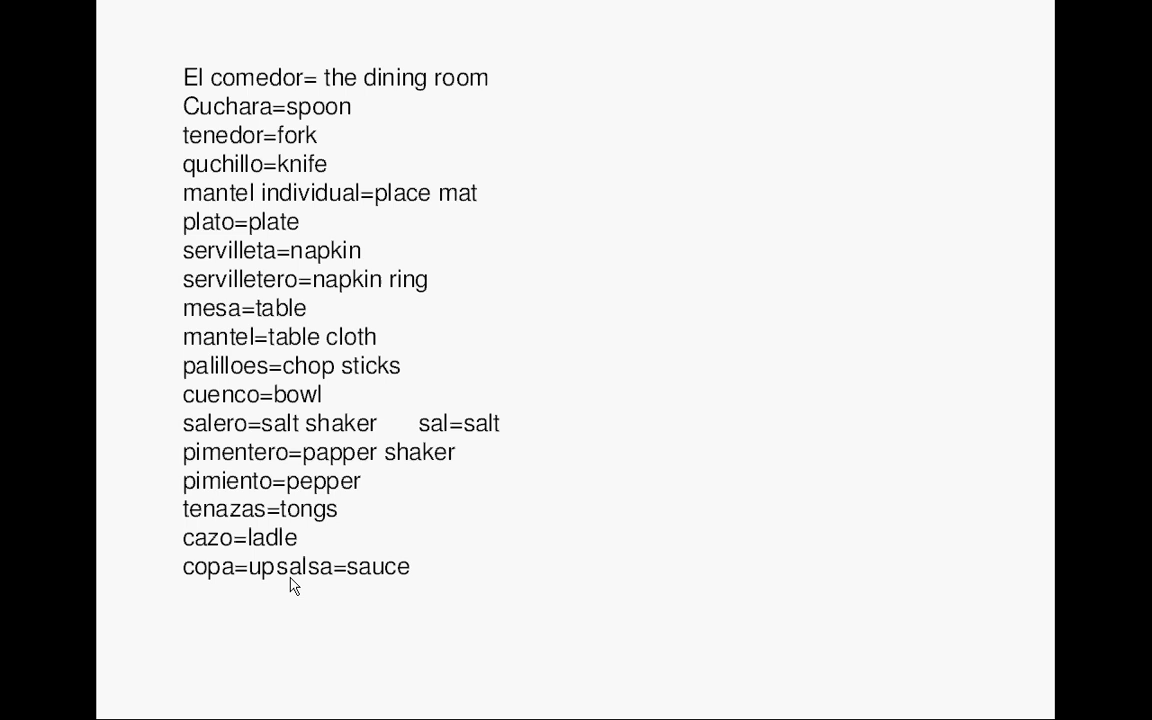 El comedor= the dining room
Cuchara=spoon
tenedor=fork
quchillo=knife
mantel individual=place mat
plato=plate
servilleta=napkin
servilletero=napkin ring
mesa=table
mantel=table cloth
palilloes=chop sticks
cuenco=bowl
salero=salt shaker sal=salt
pimentero=papper shaker
pimiento=pepper
tenazas=tongs
cazo=ladle
copa=upsalsa=sauce